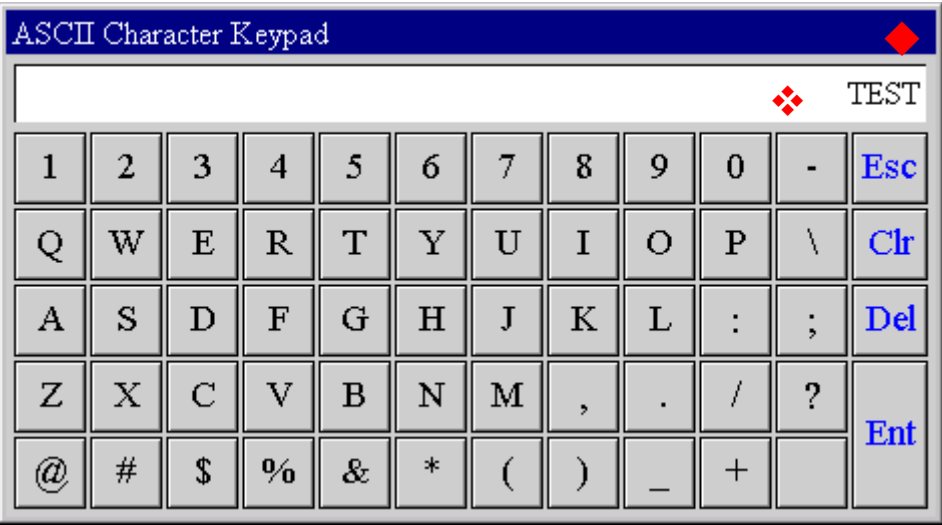 ASCII Character Keypad
TEST
1 2 3 4 5 6 7 8 9 0 - Esc
Q W E R T Y U I O P \ Clr
A S D F G H J K L : ; Del
Z X C V B N M , . / ? Ent
@ # $ % & * ( ) _ +